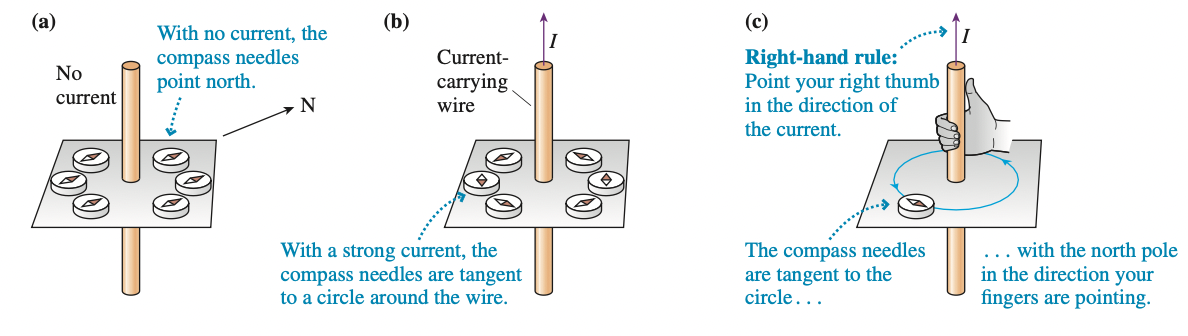 (a)
With no current, the
compass needles
point north.
No
current
N
(b)
I
Current-
carrying
wire
With a strong current, the
compass needles are tangent
to a circle around the wire.
(c)
I
Right-hand rule:
Point your right thumb
in the direction of
the current.
The compass needles
are tangent to the
circle . . .
. . . with the north pole
in the direction your
fingers are pointing.